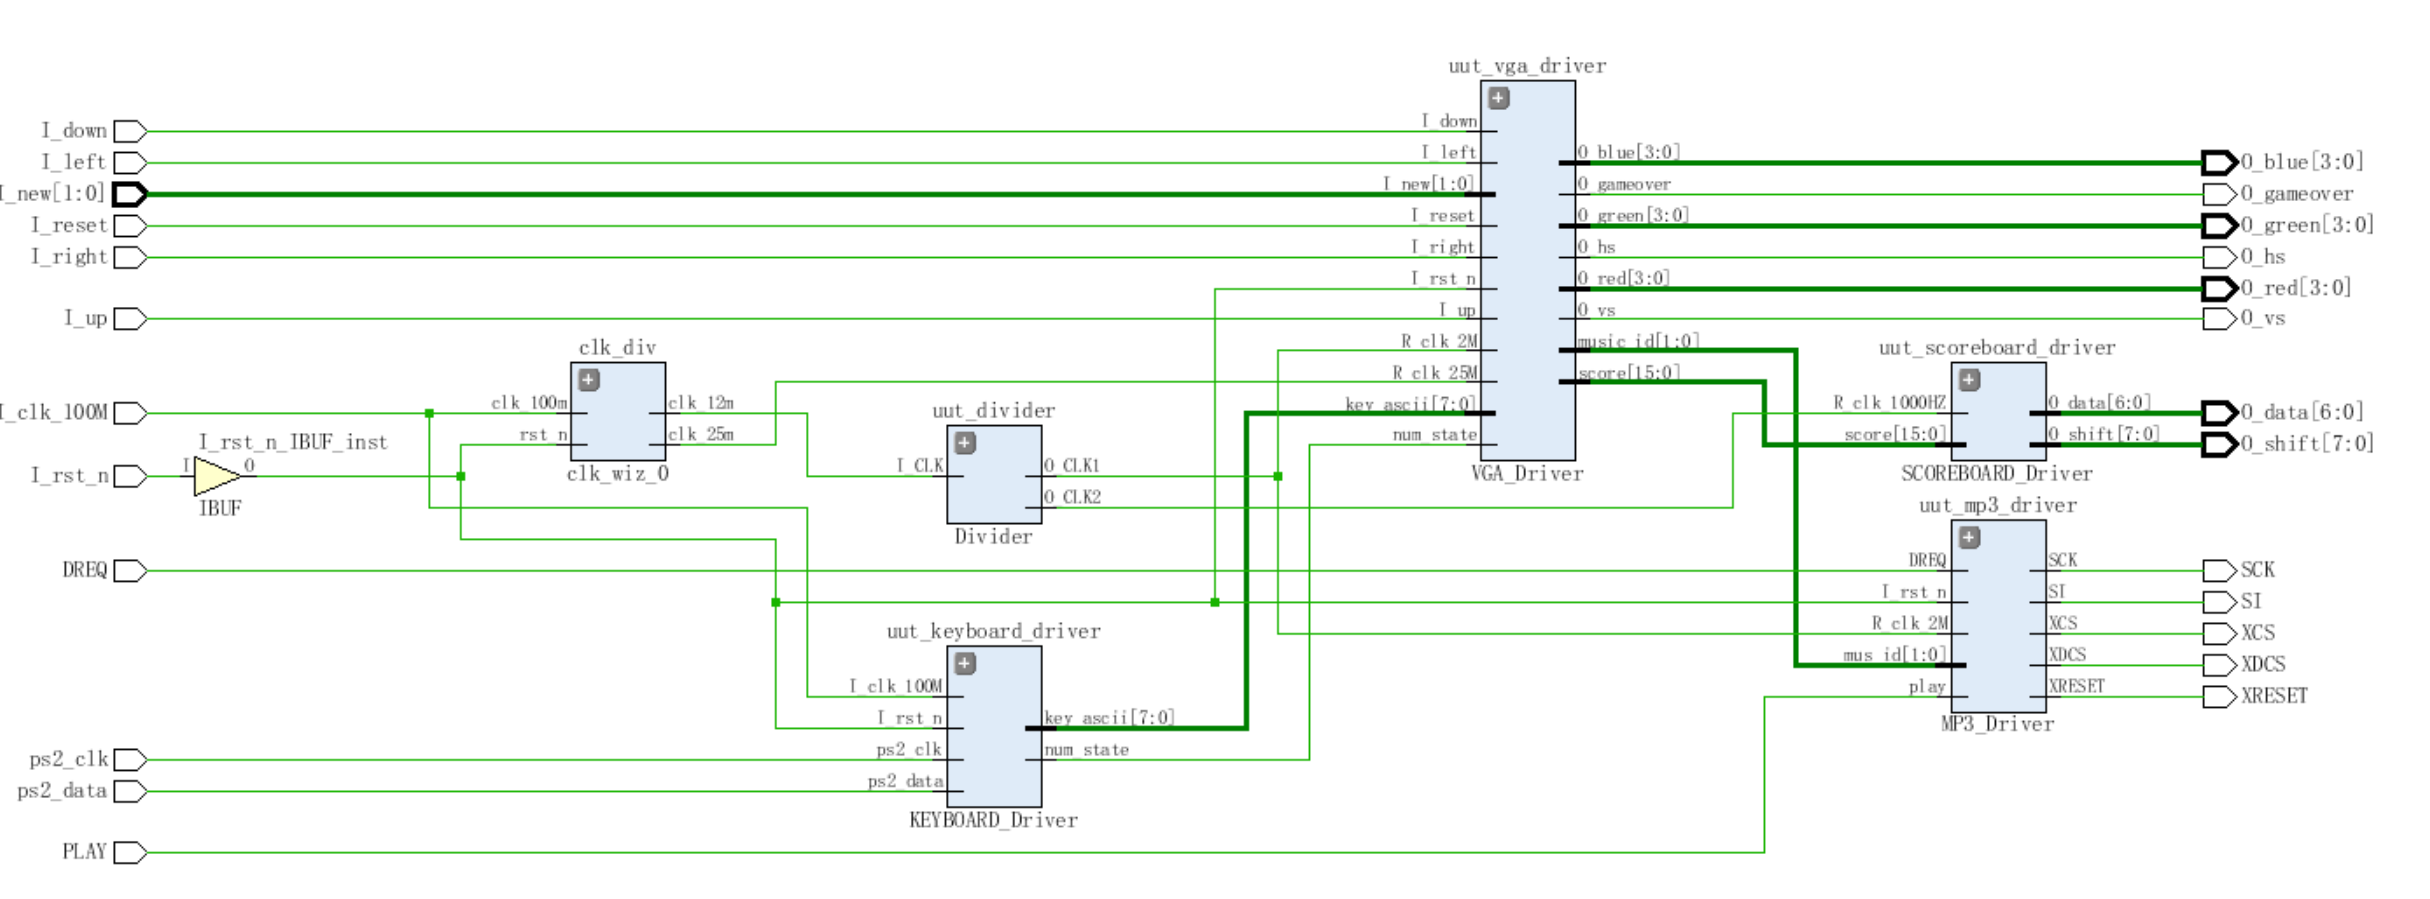 I_down
I_left
I_new[1:0]
I_reset
I_right
I_up
I_clk_100M
I_rst_n
DREQ
ps2_clk
ps2_data
PLAY
I_rst_n_IBUF_inst
I
O
IBUF
clk_div
clk_100m
rst_n
clk_12m
clk_25m
clk_wiz_0
uut_divider
I_CLK
O_CLK1
O_CLK2
Divider
uut_keyboard_driver
I_clk_100M
I_rst_n
ps2_clk
ps2_data
key_ascii[7:0]
num_state
KEYBOARD_Driver
uut_vga_driver
I_down
I_left
I_new[1:0]
I_reset
I_right
I_rst_n
I_up
R_clk_2M
R_clk_25M
key_ascii[7:0]
num_state
O_blue[3:0]
O_gameover
O_green[3:0]
O_hs
O_red[3:0]
O_vs
music_id[1:0]
score[15:0]
VGA_Driver
uut_scoreboard_driver
R_clk_1000HZ
score[15:0]
O_data[6:0]
O_shift[7:0]
SCOREBOARD_Driver
uut_mp3_driver
DREQ
I_rst_n
R_clk_2M
mus_id[1:0]
play
SCK
SI
XCS
XDCS
XRESET
MP3_Driver
O_blue[3:0]
O_gameover
O_green[3:0]
O_hs
O_red[3:0]
O_vs
O_data[6:0]
O_shift[7:0]
SCK
SI
XCS
XDCS
XRESET